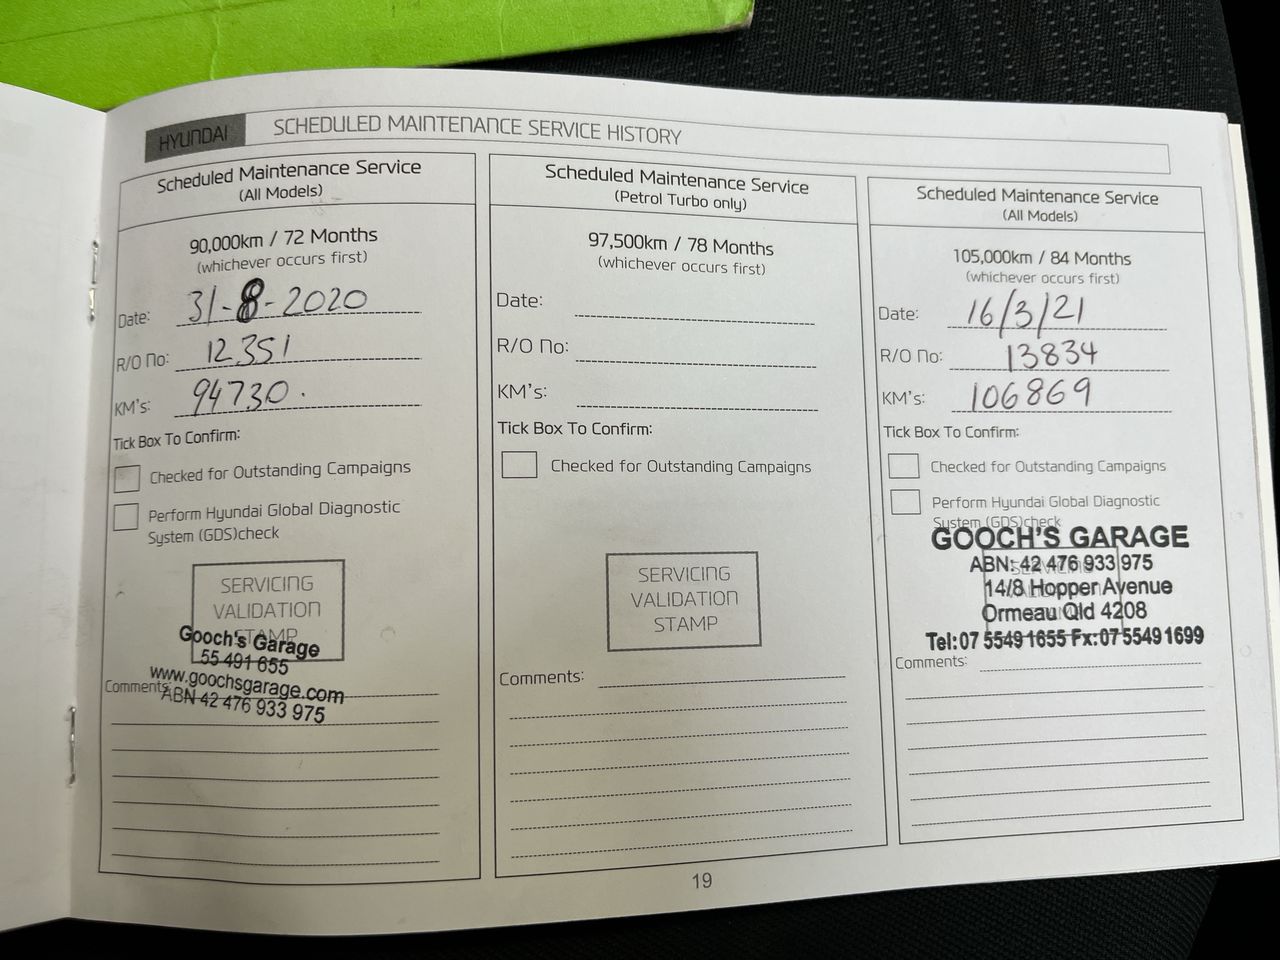 HYUNDAI
SCHEDULED MAINTENANCE SERVICE HISTORY
Scheduled Maintenance Service
(All Models)
90,000km / 72 Months
(whichever occurs first)
Date: 31-8-2020
R/O No: 12351
KM's: 94730.
Tick Box To Confirm:
Checked for Outstanding Campaigns
Perform Hyundai Global Diagnostic
System (GDS)check
SERVICING
VALIDATION
STAMP
Gooch's Garage
55 491 655
www.goochsgarage.com
ABN 42 476 933 975
Comments:
Scheduled Maintenance Service
(Petrol Turbo only)
97,500km / 78 Months
(whichever occurs first)
Date:
R/O No:
KM's:
Tick Box To Confirm:
Checked for Outstanding Campaigns
SERVICING
VALIDATION
STAMP
Comments:
Scheduled Maintenance Service
(All Models)
105,000km / 84 Months
(whichever occurs first)
Date: 16/3/21
R/O No: 13834
KM's: 106869
Tick Box To Confirm:
Checked for Outstanding Campaigns
Perform Hyundai Global Diagnostic
System (GDS)check
GOOCH'S GARAGE
ABN: 42 476 933 975
14/8 Hopper Avenue
Ormeau Qld 4208
Tel:07 55491655 Fx:07 55491699
Comments:
19